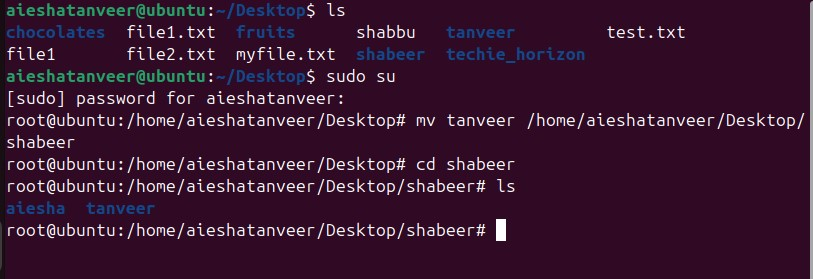 aieshatanveer@ubuntu:~/Desktop$ ls
chocolates  file1.txt  fruits      shabbu   tanveer         test.txt
file1       file2.txt  myfile.txt  shabeer  techie_horizon
aieshatanveer@ubuntu:~/Desktop$ sudo su
[sudo] password for aieshatanveer:
root@ubuntu:/home/aieshatanveer/Desktop# mv tanveer /home/aieshatanveer/Desktop/
shabeer
root@ubuntu:/home/aieshatanveer/Desktop# cd shabeer
root@ubuntu:/home/aieshatanveer/Desktop/shabeer# ls
aiesha  tanveer
root@ubuntu:/home/aieshatanveer/Desktop/shabeer#